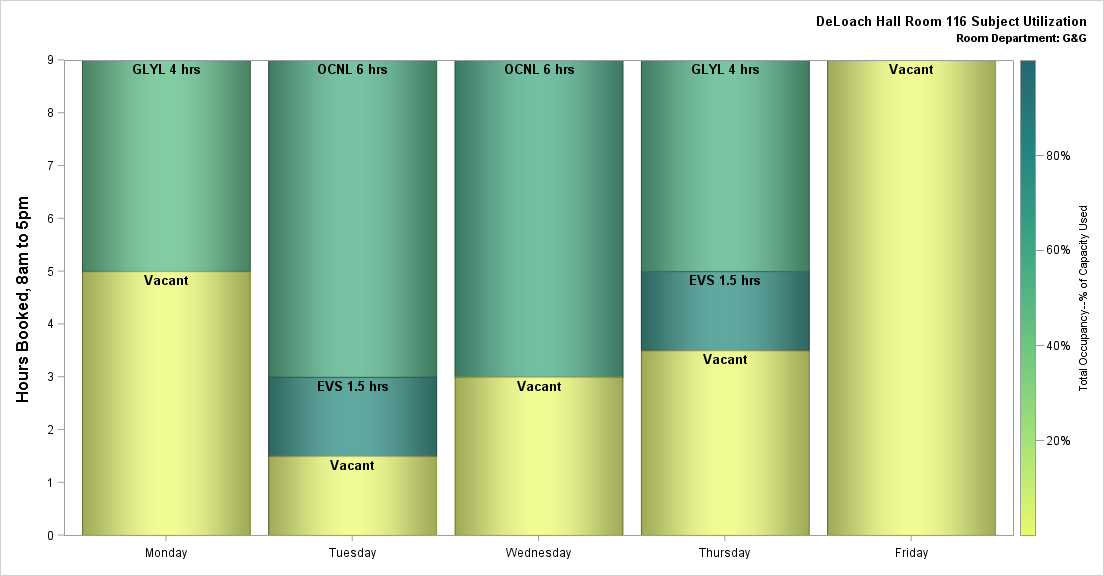 DeLoach Hall Room 116 Subject Utilization
Room Department: G&G
Hours Booked, 8am to 5pm
9
8
7
6
5
4
3
2
1
0
GLYL 4 hrs
Vacant
OCNL 6 hrs
EVS 1.5 hrs
Vacant
OCNL 6 hrs
Vacant
GLYL 4 hrs
EVS 1.5 hrs
Vacant
Vacant
Monday
Tuesday
Wednesday
Thursday
Friday
80%
60%
40%
20%
Total Occupancy--% of Capacity Used